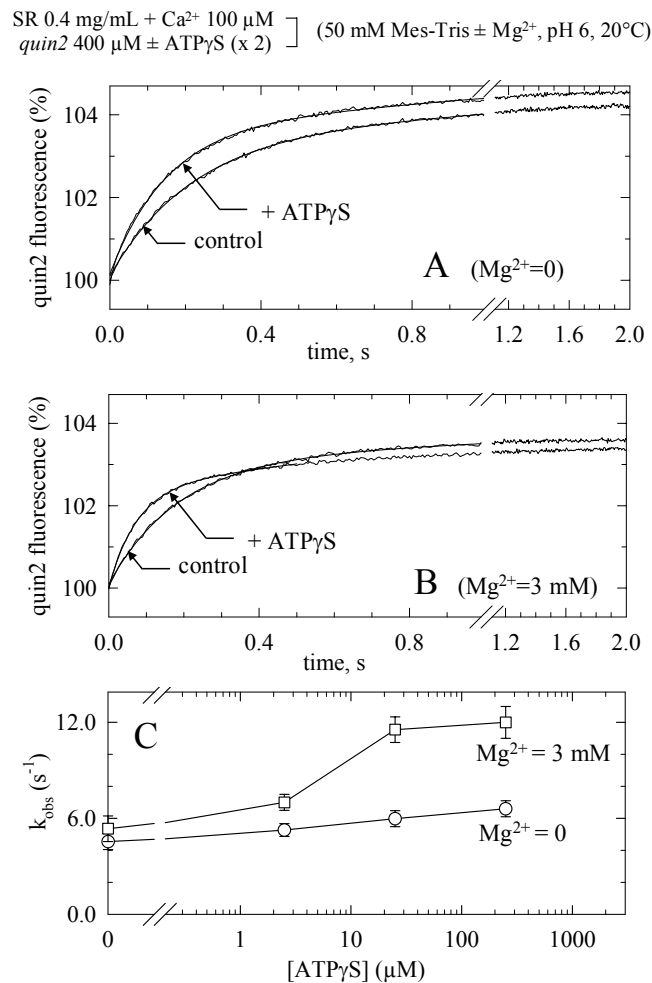 SR 0.4 mg/mL + Ca²⁺ 100 µM
quin2 400 µM ± ATPγS (x 2)
(50 mM Mes-Tris ± Mg²⁺, pH 6, 20°C)
quin2 fluorescence (%)
104
102
100
+ ATPγS
control
A (Mg²⁺=0)
0.0 0.4 0.8 1.2 1.6 2.0
time, s
quin2 fluorescence (%)
104
102
100
+ ATPγS
control
B (Mg²⁺=3 mM)
0.0 0.4 0.8 1.2 1.6 2.0
time, s
C
k_obs (s⁻¹)
12.0
6.0
0.0
Mg²⁺ = 3 mM
Mg²⁺ = 0
0 1 10 100 1000
[ATPγS] (µM)